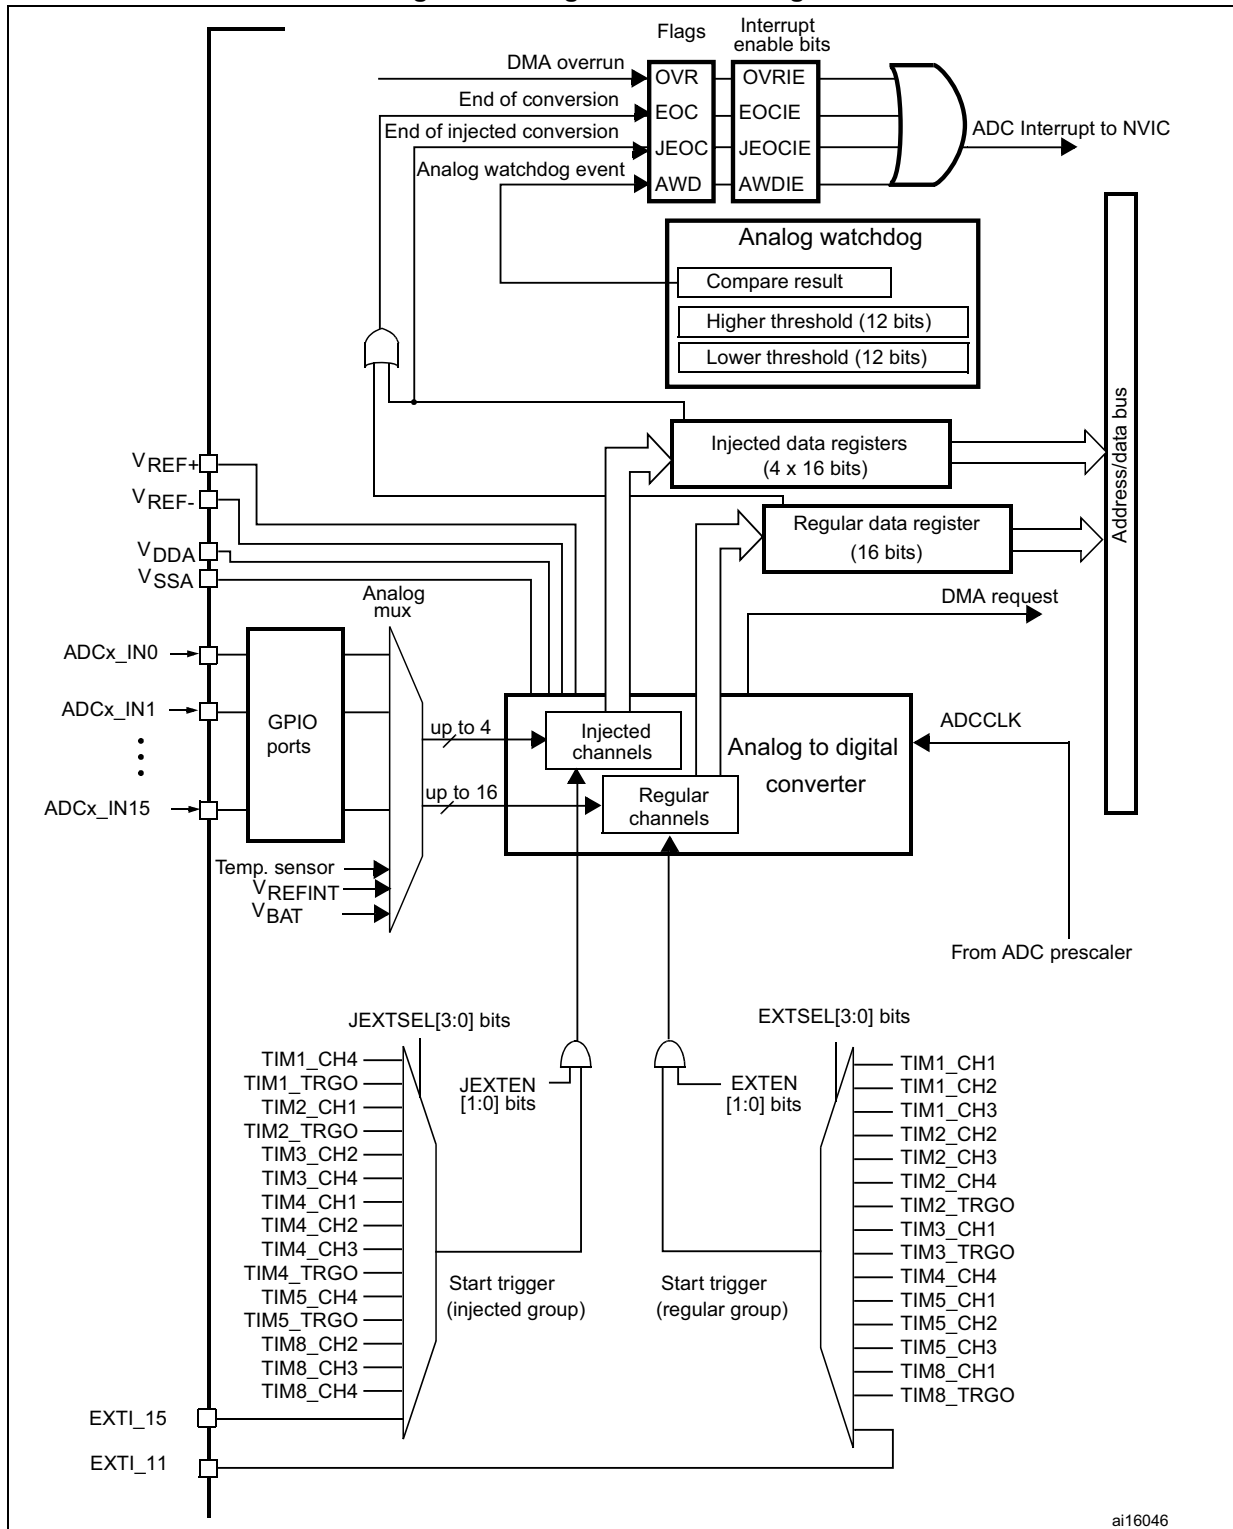 Flags
Interrupt
enable bits
DMA overrun
OVR
OVRIE
End of conversion
EOC
EOCIE
End of injected conversion
JEOC
JEOCIE
ADC Interrupt to NVIC
Analog watchdog event
AWD
AWDIE
Analog watchdog
Compare result
Higher threshold (12 bits)
Lower threshold (12 bits)
Address/data bus
Injected data registers
(4 x 16 bits)
VREF+
VREF-
VDDA
VSSA
Regular data register
(16 bits)
DMA request
Analog
mux
ADCx_IN0
ADCx_IN1
ADCx_IN15
GPIO
ports
up to 4
up to 16
Injected
channels
Regular
channels
Analog to digital
converter
ADCCLK
Temp. sensor
VREFINT
VBAT
From ADC prescaler
JEXTSEL[3:0] bits
EXTSEL[3:0] bits
JEXTEN
[1:0] bits
EXTEN
[1:0] bits
TIM1_CH4
TIM1_TRGO
TIM2_CH1
TIM2_TRGO
TIM3_CH2
TIM3_CH4
TIM4_CH1
TIM4_CH2
TIM4_CH3
TIM4_TRGO
TIM5_CH4
TIM5_TRGO
TIM8_CH2
TIM8_CH3
TIM8_CH4
Start trigger
(injected group)
Start trigger
(regular group)
TIM1_CH1
TIM1_CH2
TIM1_CH3
TIM2_CH2
TIM2_CH3
TIM2_CH4
TIM2_TRGO
TIM3_CH1
TIM3_TRGO
TIM4_CH4
TIM5_CH1
TIM5_CH2
TIM5_CH3
TIM8_CH1
TIM8_TRGO
EXTI_15
EXTI_11
ai16046